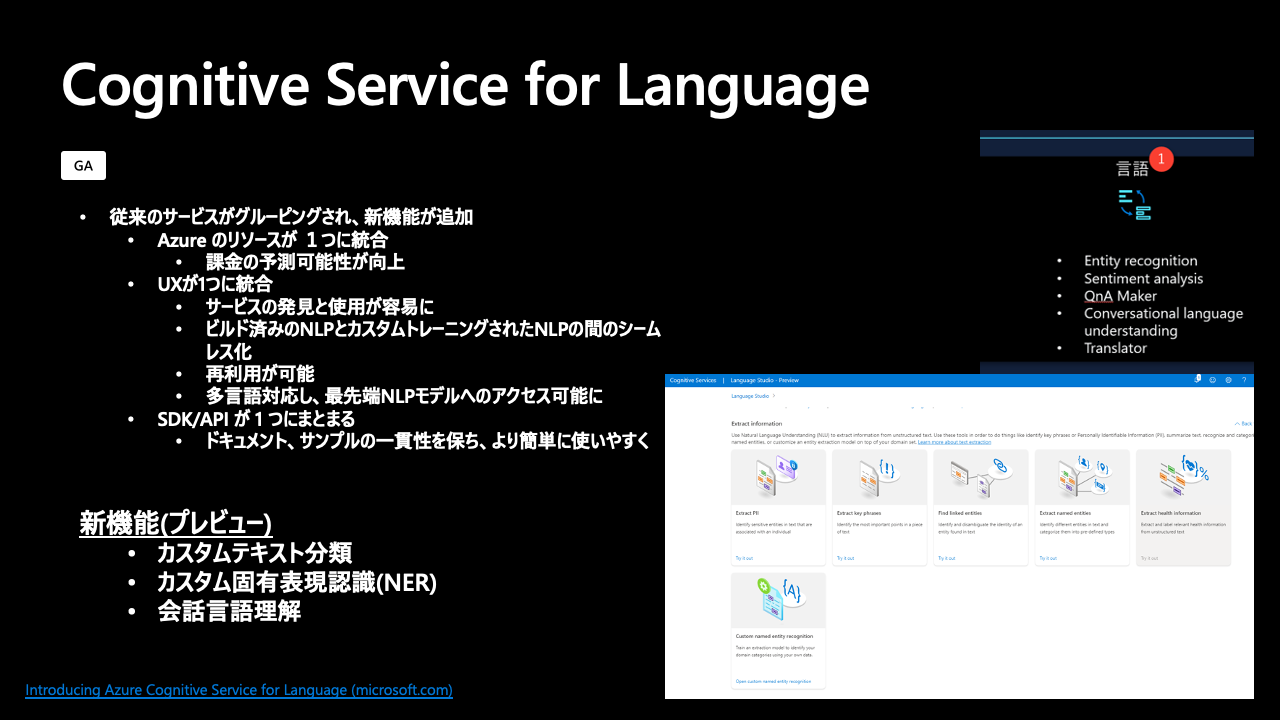 Cognitive Service for Language
GA
• 従来のサービスがグルーピングされ、新機能が追加
• Azure のリソースが １つに統合
• 課金の予測可能性が向上
• UXが1つに統合
• サービスの発見と使用が容易に
• ビルド済みのNLPとカスタムトレーニングされたNLPの間のシーム
レス化
• 再利用が可能
• 多言語対応し、最先端NLPモデルへのアクセス可能に
• SDK/API が１つにまとまる
• ドキュメント、サンプルの一貫性を保ち、より簡単に使いやすく
新機能(プレビュー)
• カスタムテキスト分類
• カスタム固有表現認識(NER)
• 会話言語理解
Introducing Azure Cognitive Service for Language (microsoft.com)
言語
1
• Entity recognition
• Sentiment analysis
• QnA Maker
• Conversational language
understanding
• Translator
Cognitive Services | Language Studio - Preview
Language Studio >
Extract information
Back
Use Natural Language Understanding (NLU) to extract information from unstructured text. Use these tools in order to do things like identify key phrases or Personally Identifiable Information (PII), summarize text, recognize and categor
named entities, or customize an entity extraction model on top of your domain set. Learn more about text extraction
Extract PII
Identify sensitive entities in text that are
associated with an individual
Try it out
Extract key phrases
Identify the most important points in a piece
of text
Try it out
Find linked entities
Identify and disambiguate the identity of an
entity found in text
Try it out
Extract named entities
Identify different entities in text and
categorize them into pre-defined types
Try it out
Extract health information
Extract and label relevant health information
from unstructured text
Try it out
Custom named entity recognition
Train an extraction model to identify your
domain categories using your own data.
Open custom named entity recognition